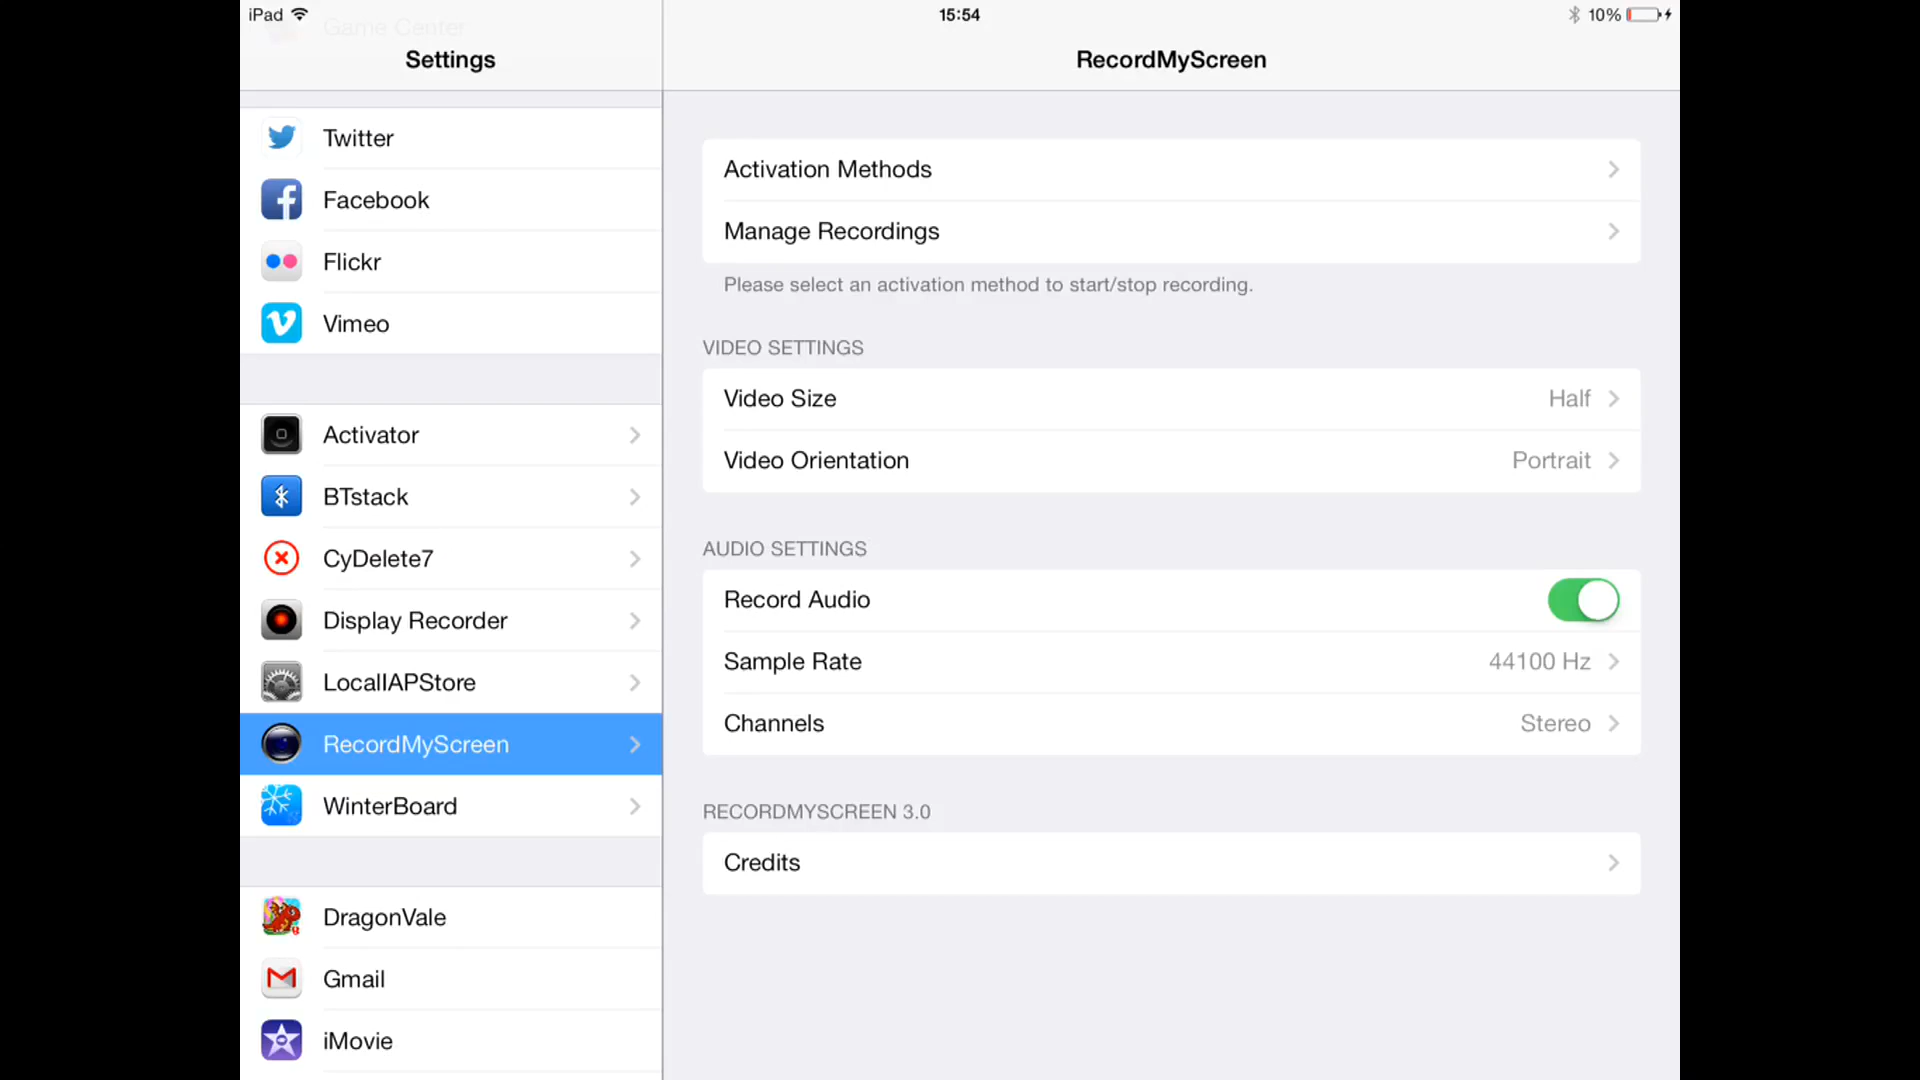 iPad
15:54
10%
Game Center
Settings
Twitter
Facebook
Flickr
Vimeo
Activator
BTstack
CyDelete7
Display Recorder
LocalIAPStore
RecordMyScreen
WinterBoard
DragonVale
Gmail
iMovie
RecordMyScreen
Activation Methods
Manage Recordings
Please select an activation method to start/stop recording.
VIDEO SETTINGS
Video Size Half
Video Orientation Portrait
AUDIO SETTINGS
Record Audio
Sample Rate 44100 Hz
Channels Stereo
RECORDMYSCREEN 3.0
Credits